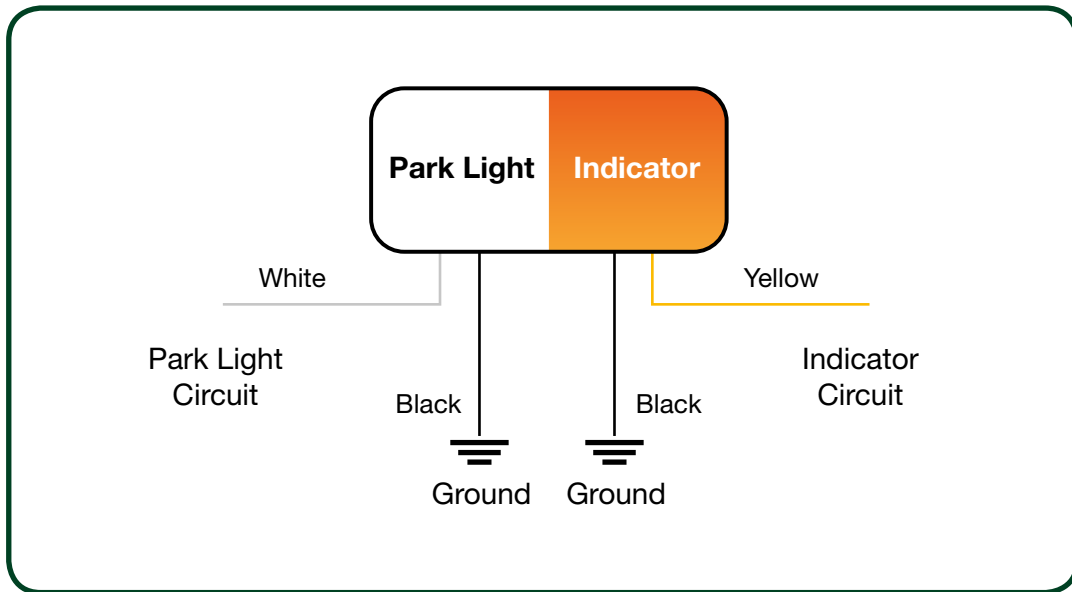 Park Light
Indicator
White
Yellow
Park Light
Circuit
Indicator
Circuit
Black
Black
Ground
Ground